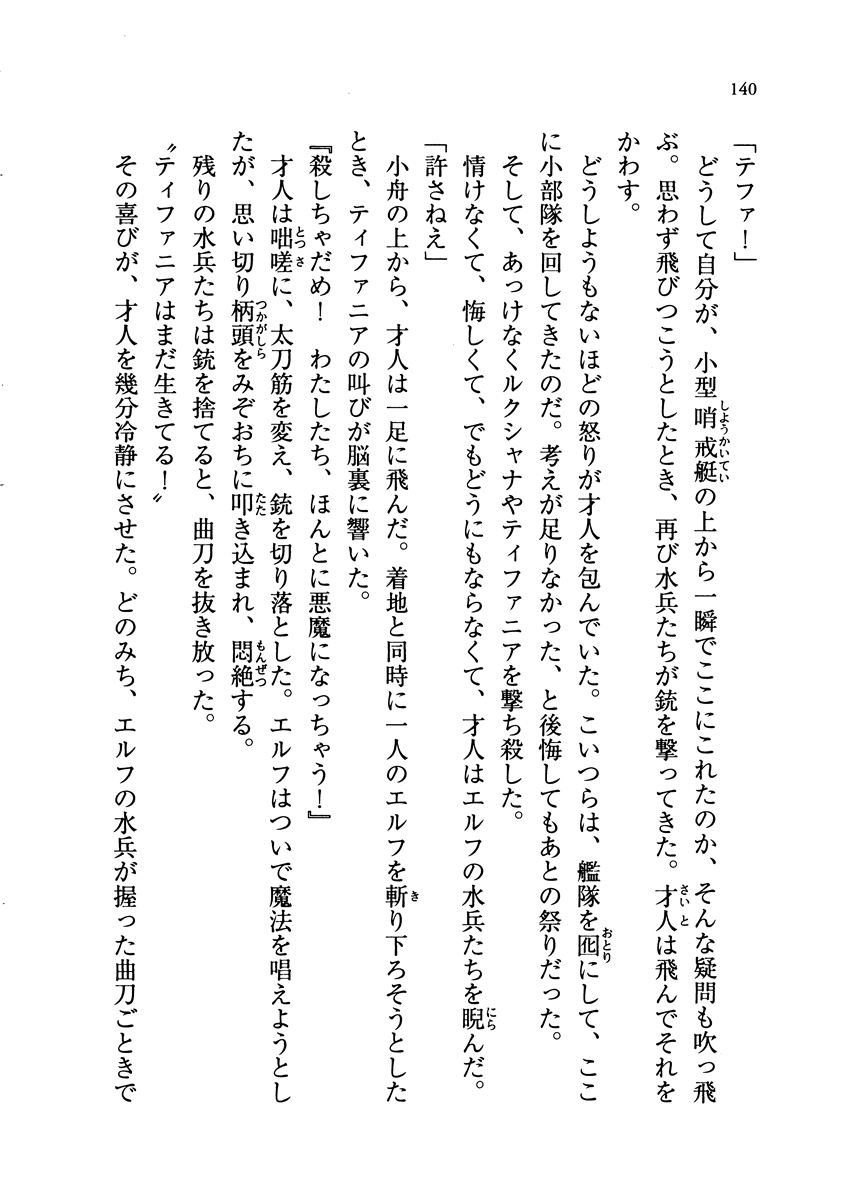 140
「テファ！」
　どうして自分が、小型哨戒艇の上から一瞬でここにこれたのか、そんな疑問も吹っ飛
ぶ。思わず飛びつこうとしたとき、再び水兵たちが銃を撃ってきた。才人は飛んでそれを
かわす。
　どうしようもないほどの怒りが才人を包んでいた。こいつらは、艦隊を囮にして、ここ
に小部隊を回してきたのだ。考えが足りなかった、と後悔してもあとの祭りだった。
　そして、あっけなくルクシャナやティファニアを撃ち殺した。
　情けなくて、悔しくて、でもどうにもならなくて、才人はエルフの水兵たちを睨んだ。
「許さねえ」
　小舟の上から、才人は一足に飛んだ。着地と同時に一人のエルフを斬り下ろそうとした
とき、ティファニアの叫びが脳裏に響いた。
『殺しちゃだめ！　わたしたち、ほんとに悪魔になっちゃう！』
　才人は咄嗟に、太刀筋を変え、銃を切り落とした。エルフはついで魔法を唱えようとし
たが、思い切り柄頭をみぞおちに叩き込まれ、悶絶する。
　残りの水兵たちは銃を捨てると、曲刀を抜き放った。
〝ティファニアはまだ生きてる！〟
　その喜びが、才人を幾分冷静にさせた。どのみち、エルフの水兵が握った曲刀ごときで